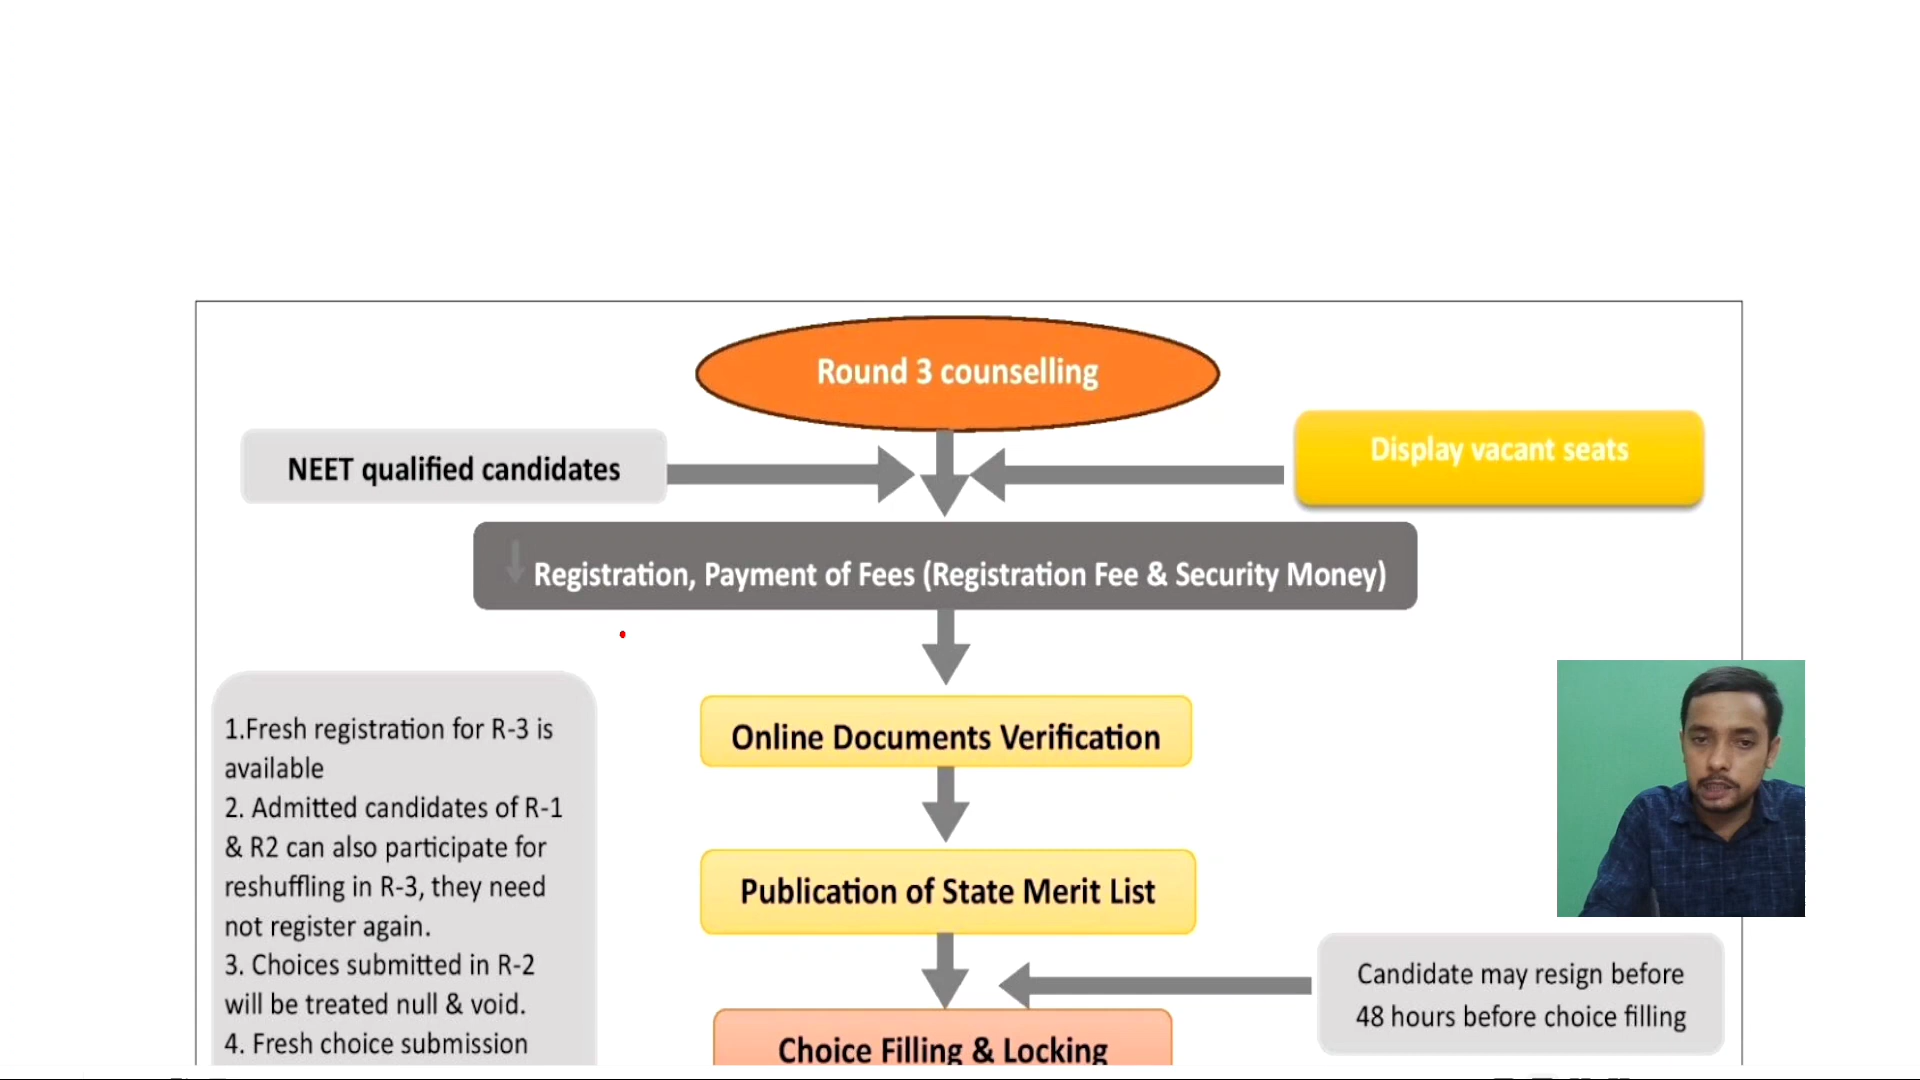 Round 3 counselling
NEET qualified candidates
Display vacant seats
Registration, Payment of Fees (Registration Fee & Security Money)
1.Fresh registration for R-3 is
available
2. Admitted candidates of R-1
& R2 can also participate for
reshuffling in R-3, they need
not register again.
3. Choices submitted in R-2
will be treated null & void.
4. Fresh choice submission
Online Documents Verification
Publication of State Merit List
Candidate may resign before
48 hours before choice filling
Choice Filling & Locking